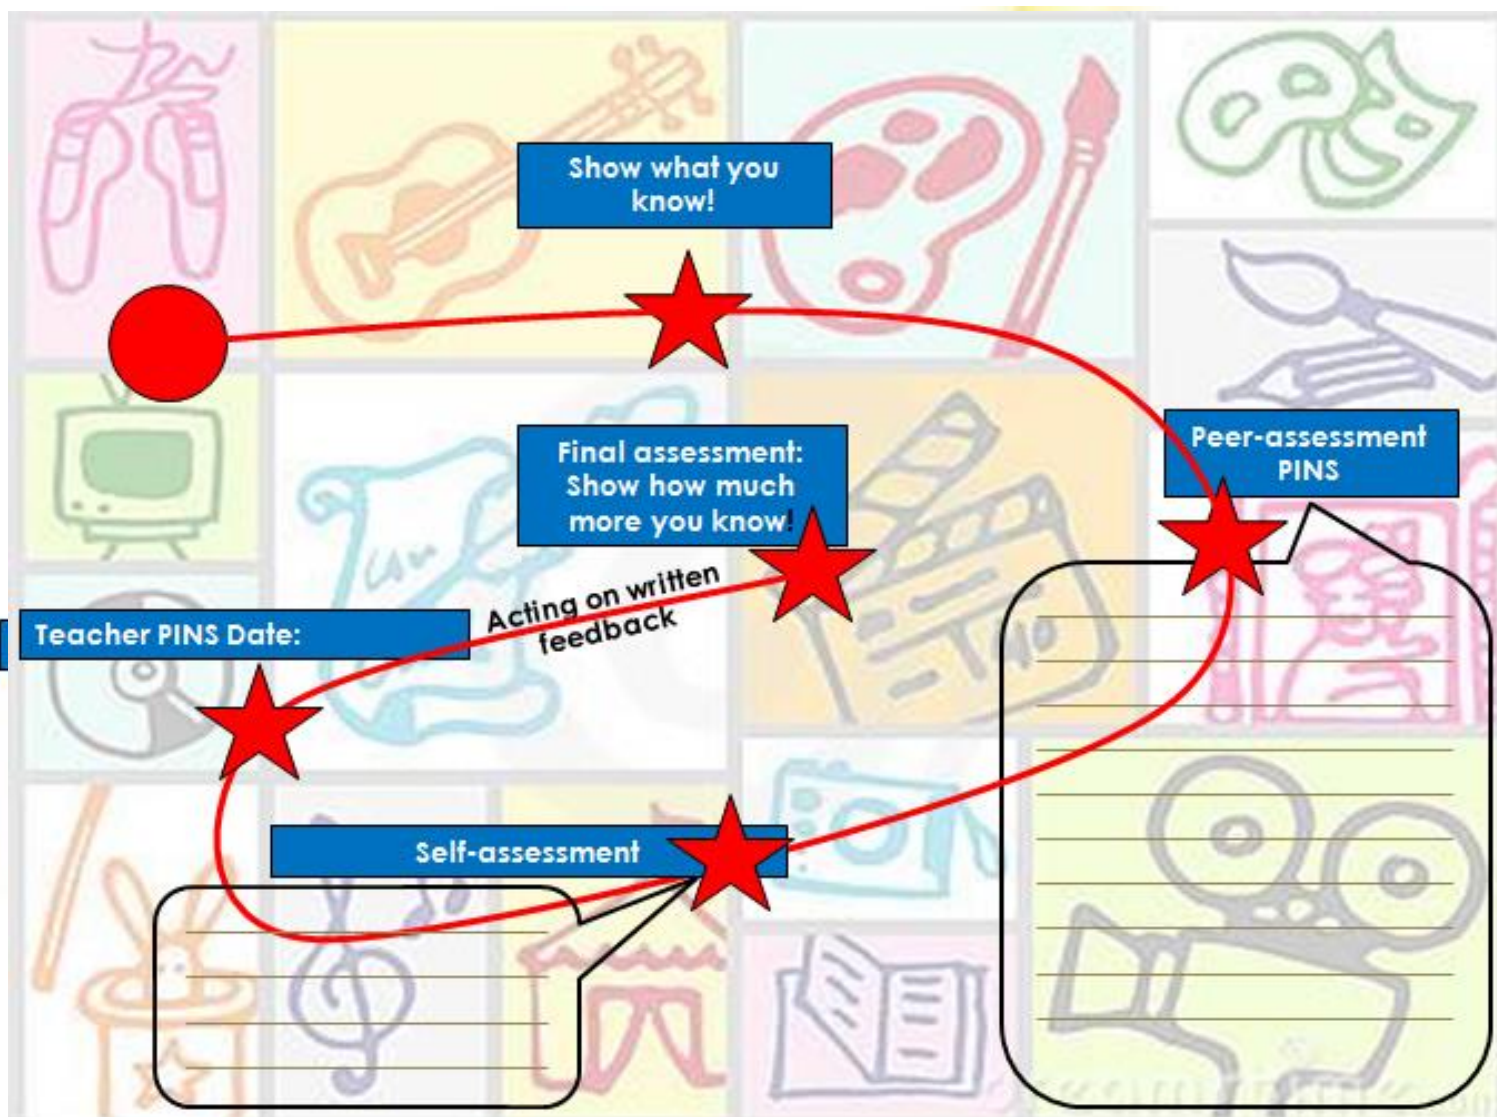 Show what you
know!
Final assessment:
Show how much
more you know!
Peer-assessment
PINS
Acting on written
feedback
Teacher PINS Date:
Self-assessment